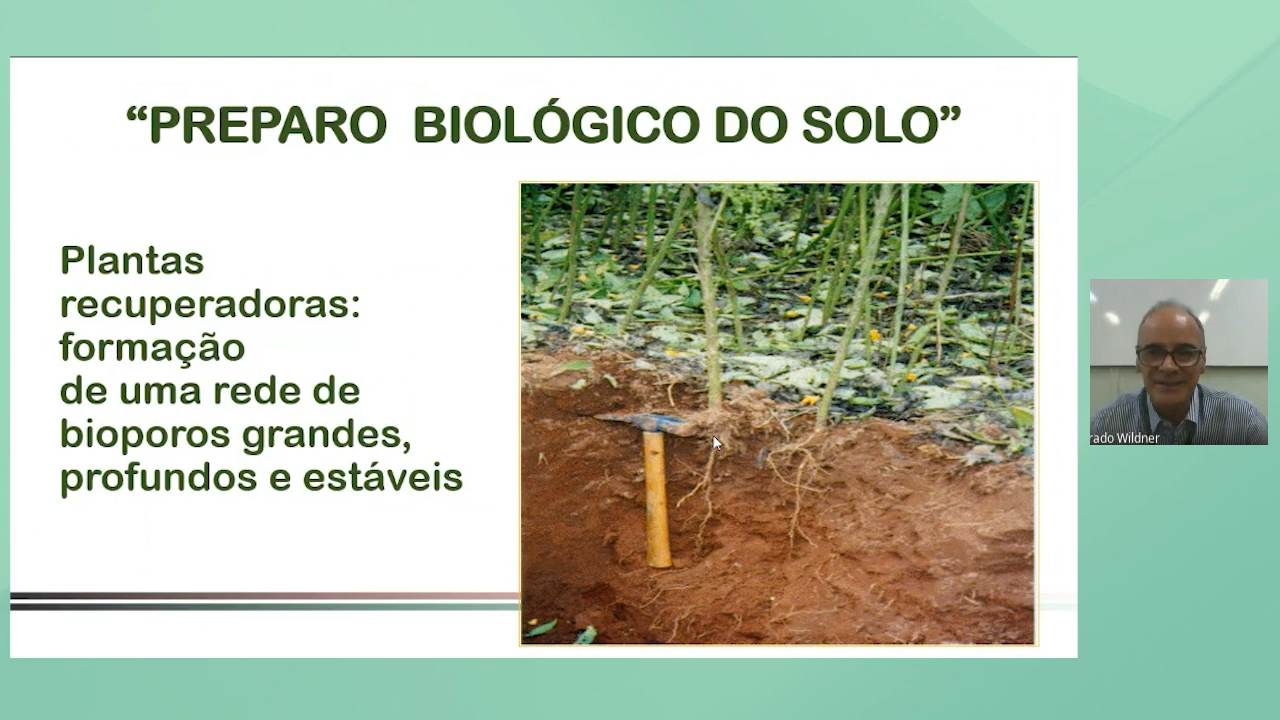 “PREPARO BIOLÓGICO DO SOLO”
Plantas
recuperadoras:
formação
de uma rede de
bioporos grandes,
profundos e estáveis
rado Wildner